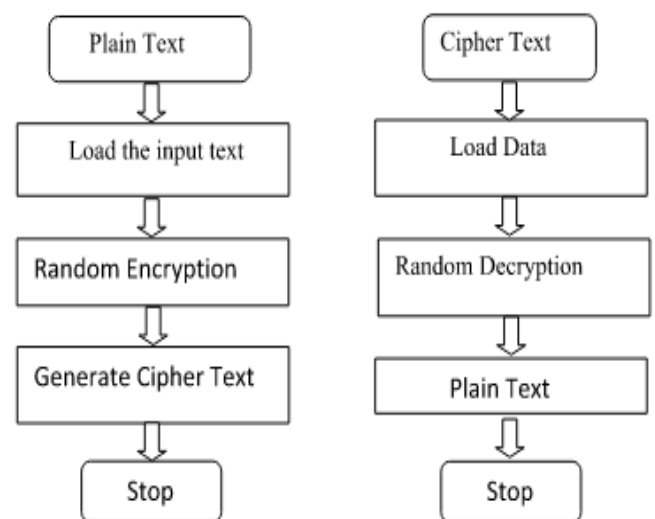 Plain Text
Load the input text
Random Encryption
Generate Cipher Text
Stop
Cipher Text
Load Data
Random Decryption
Plain Text
Stop